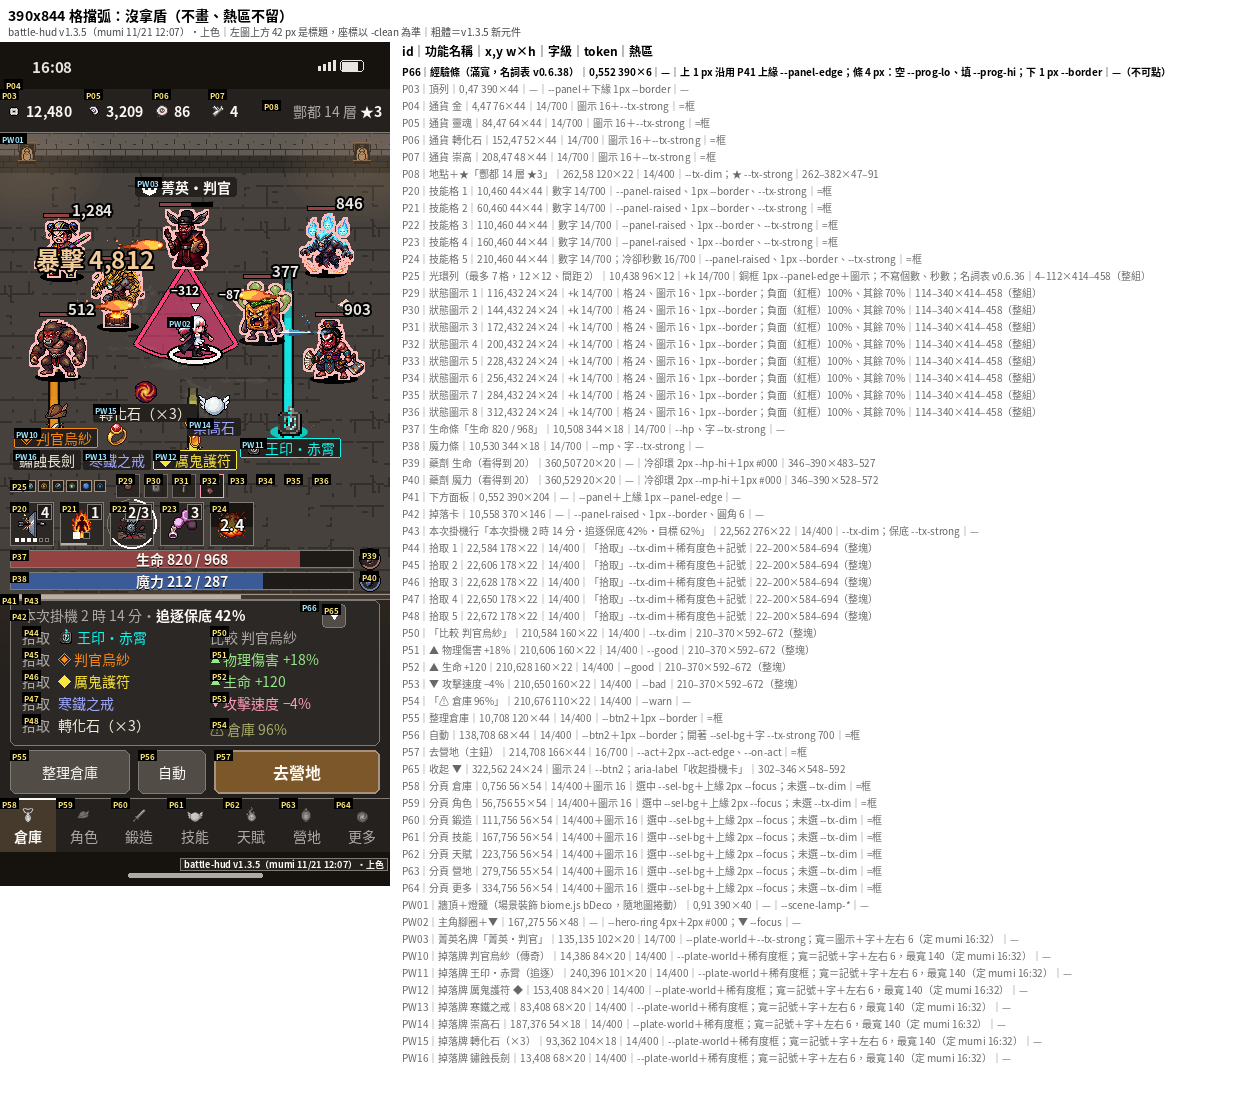 390x844 格擋弧：沒拿盾（不畫、熱區不留）
battle-hud v1.3.5（mumi 11/21 12:07）・上色｜左圖上方 42 px 是標題，座標以 -clean 為準｜粗體＝v1.3.5 新元件
16:08
P04
P03 P05 P06 P07 P08
12,480 3,209 86 4 酆都 14 層 ★3
PW01
PW03 菁英・判官
1,284
846
暴擊 4,812
377
−312
−87
PW02
512
903
PW15 轉化石（×3）
PW14 崇高石
PW10 判官烏紗
PW11 王印・赤霄
PW16 鏽蝕長劍 PW13 寒鐵之戒 PW12 ◆厲鬼護符
P25 P29 P30 P31 P32 P33 P34 P35 P36
P20 4 P21 1 P22 2/3 P23 3 P24 2.4
P37 生命 820 / 968 P39
P38 魔力 212 / 287 P40
P41 P43
P42 本次掛機 2 時 14 分・追逐保底 42% P66 P65
P44 拾取 王印・赤霄 P50 比較 判官烏紗
P45 拾取 判官烏紗 P51 物理傷害 +18%
P46 拾取 ◆ 厲鬼護符 P52 生命 +120
P47 拾取 寒鐵之戒 P53 攻擊速度 −4%
P48 拾取 轉化石（×3） P54 倉庫 96%
P55 整理倉庫 P56 自動 P57 去營地
P58 倉庫 P59 角色 P60 鍛造 P61 技能 P62 天賦 P63 營地 P64 更多
battle-hud v1.3.5（mumi 11/21 12:07）・上色
id｜功能名稱｜x,y w×h｜字級｜token｜熱區
P66｜經驗條（滿寬，名詞表 v0.6.38）｜0,552 390×6｜—｜上 1 px 沿用 P41 上緣 --panel-edge；條 4 px：空 --prog-lo、填 --prog-hi；下 1 px --border｜—（不可點）
P03｜頂列｜0,47 390×44｜—｜--panel＋下緣 1px --border｜—
P04｜通貨 金｜4,47 76×44｜14/700｜圖示 16＋--tx-strong｜=框
P05｜通貨 靈魂｜84,47 64×44｜14/700｜圖示 16＋--tx-strong｜=框
P06｜通貨 轉化石｜152,47 52×44｜14/700｜圖示 16＋--tx-strong｜=框
P07｜通貨 崇高｜208,47 48×44｜14/700｜圖示 16＋--tx-strong｜=框
P08｜地點＋★「酆都 14 層 ★3」｜262,58 120×22｜14/400｜--tx-dim；★ --tx-strong｜262–382×47–91
P20｜技能格 1｜10,460 44×44｜數字 14/700｜--panel-raised、1px --border、--tx-strong｜=框
P21｜技能格 2｜60,460 44×44｜數字 14/700｜--panel-raised、1px --border、--tx-strong｜=框
P22｜技能格 3｜110,460 44×44｜數字 14/700｜--panel-raised、1px --border、--tx-strong｜=框
P23｜技能格 4｜160,460 44×44｜數字 14/700｜--panel-raised、1px --border、--tx-strong｜=框
P24｜技能格 5｜210,460 44×44｜數字 14/700；冷卻秒數 16/700｜--panel-raised、1px --border、--tx-strong｜=框
P25｜光環列（最多 7 格，12×12、間距 2）｜10,438 96×12｜+k 14/700｜銅框 1px --panel-edge＋圖示；不寫個數、秒數；名詞表 v0.6.36｜4–112×414–458（整組）
P29｜狀態圖示 1｜116,432 24×24｜+k 14/700｜格 24、圖示 16、1px --border；負面（紅框）100%、其餘 70%｜114–340×414–458（整組）
P30｜狀態圖示 2｜144,432 24×24｜+k 14/700｜格 24、圖示 16、1px --border；負面（紅框）100%、其餘 70%｜114–340×414–458（整組）
P31｜狀態圖示 3｜172,432 24×24｜+k 14/700｜格 24、圖示 16、1px --border；負面（紅框）100%、其餘 70%｜114–340×414–458（整組）
P32｜狀態圖示 4｜200,432 24×24｜+k 14/700｜格 24、圖示 16、1px --border；負面（紅框）100%、其餘 70%｜114–340×414–458（整組）
P33｜狀態圖示 5｜228,432 24×24｜+k 14/700｜格 24、圖示 16、1px --border；負面（紅框）100%、其餘 70%｜114–340×414–458（整組）
P34｜狀態圖示 6｜256,432 24×24｜+k 14/700｜格 24、圖示 16、1px --border；負面（紅框）100%、其餘 70%｜114–340×414–458（整組）
P35｜狀態圖示 7｜284,432 24×24｜+k 14/700｜格 24、圖示 16、1px --border；負面（紅框）100%、其餘 70%｜114–340×414–458（整組）
P36｜狀態圖示 8｜312,432 24×24｜+k 14/700｜格 24、圖示 16、1px --border；負面（紅框）100%、其餘 70%｜114–340×414–458（整組）
P37｜生命條「生命 820 / 968」｜10,508 344×18｜14/700｜--hp、字 --tx-strong｜—
P38｜魔力條｜10,530 344×18｜14/700｜--mp、字 --tx-strong｜—
P39｜藥劑 生命（看得到 20）｜360,507 20×20｜—｜冷卻環 2px --hp-hi＋1px #000｜346–390×483–527
P40｜藥劑 魔力（看得到 20）｜360,529 20×20｜—｜冷卻環 2px --mp-hi＋1px #000｜346–390×528–572
P41｜下方面板｜0,552 390×204｜—｜--panel＋上緣 1px --panel-edge｜—
P42｜掉落卡｜10,558 370×146｜—｜--panel-raised、1px --border、圓角 6｜—
P43｜本次掛機行「本次掛機 2 時 14 分・追逐保底 42%・目標 62%」｜22,562 276×22｜14/400｜--tx-dim；保底 --tx-strong｜—
P44｜拾取 1｜22,584 178×22｜14/400｜「拾取」--tx-dim＋稀有度色＋記號｜22–200×584–694（整塊）
P45｜拾取 2｜22,606 178×22｜14/400｜「拾取」--tx-dim＋稀有度色＋記號｜22–200×584–694（整塊）
P46｜拾取 3｜22,628 178×22｜14/400｜「拾取」--tx-dim＋稀有度色＋記號｜22–200×584–694（整塊）
P47｜拾取 4｜22,650 178×22｜14/400｜「拾取」--tx-dim＋稀有度色＋記號｜22–200×584–694（整塊）
P48｜拾取 5｜22,672 178×22｜14/400｜「拾取」--tx-dim＋稀有度色＋記號｜22–200×584–694（整塊）
P50｜「比較 判官烏紗」｜210,584 160×22｜14/400｜--tx-dim｜210–370×592–672（整塊）
P51｜▲ 物理傷害 +18%｜210,606 160×22｜14/400｜--good｜210–370×592–672（整塊）
P52｜▲ 生命 +120｜210,628 160×22｜14/400｜--good｜210–370×592–672（整塊）
P53｜▼ 攻擊速度 −4%｜210,650 160×22｜14/400｜--bad｜210–370×592–672（整塊）
P54｜「⚠ 倉庫 96%」｜210,676 110×22｜14/400｜--warn｜—
P55｜整理倉庫｜10,708 120×44｜14/400｜--btn2＋1px --border｜=框
P56｜自動｜138,708 68×44｜14/400｜--btn2＋1px --border；開著 --sel-bg＋字 --tx-strong 700｜=框
P57｜去營地（主鈕）｜214,708 166×44｜16/700｜--act＋2px --act-edge、--on-act｜=框
P65｜收起 ▼｜322,562 24×24｜圖示 24｜--btn2；aria-label「收起掛機卡」｜302–346×548–592
P58｜分頁 倉庫｜0,756 56×54｜14/400＋圖示 16｜選中 --sel-bg＋上緣 2px --focus；未選 --tx-dim｜=框
P59｜分頁 角色｜56,756 55×54｜14/400＋圖示 16｜選中 --sel-bg＋上緣 2px --focus；未選 --tx-dim｜=框
P60｜分頁 鍛造｜111,756 56×54｜14/400＋圖示 16｜選中 --sel-bg＋上緣 2px --focus；未選 --tx-dim｜=框
P61｜分頁 技能｜167,756 56×54｜14/400＋圖示 16｜選中 --sel-bg＋上緣 2px --focus；未選 --tx-dim｜=框
P62｜分頁 天賦｜223,756 56×54｜14/400＋圖示 16｜選中 --sel-bg＋上緣 2px --focus；未選 --tx-dim｜=框
P63｜分頁 營地｜279,756 55×54｜14/400＋圖示 16｜選中 --sel-bg＋上緣 2px --focus；未選 --tx-dim｜=框
P64｜分頁 更多｜334,756 56×54｜14/400＋圖示 16｜選中 --sel-bg＋上緣 2px --focus；未選 --tx-dim｜=框
PW01｜牆頂＋燈籠（場景裝飾 biome.js bDeco，隨地圖捲動）｜0,91 390×40｜—｜--scene-lamp-*｜—
PW02｜主角腳圈＋▼｜167,275 56×48｜—｜--hero-ring 4px＋2px #000；▼ --focus｜—
PW03｜菁英名牌「菁英・判官」｜135,135 102×20｜14/700｜--plate-world＋--tx-strong；寬＝圖示＋字＋左右 6（定 mumi 16:32）｜—
PW10｜掉落牌 判官烏紗（傳奇）｜14,386 84×20｜14/400｜--plate-world＋稀有度框；寬＝記號＋字＋左右 6，最寬 140（定 mumi 16:32）｜—
PW11｜掉落牌 王印・赤霄（追逐）｜240,396 101×20｜14/400｜--plate-world＋稀有度框；寬＝記號＋字＋左右 6，最寬 140（定 mumi 16:32）｜—
PW12｜掉落牌 厲鬼護符 ◆｜153,408 84×20｜14/400｜--plate-world＋稀有度框；寬＝記號＋字＋左右 6，最寬 140（定 mumi 16:32）｜—
PW13｜掉落牌 寒鐵之戒｜83,408 68×20｜14/400｜--plate-world＋稀有度框；寬＝記號＋字＋左右 6，最寬 140（定 mumi 16:32）｜—
PW14｜掉落牌 崇高石｜187,376 54×18｜14/400｜--plate-world＋稀有度框；寬＝記號＋字＋左右 6，最寬 140（定 mumi 16:32）｜—
PW15｜掉落牌 轉化石（×3）｜93,362 104×18｜14/400｜--plate-world＋稀有度框；寬＝記號＋字＋左右 6，最寬 140（定 mumi 16:32）｜—
PW16｜掉落牌 鏽蝕長劍｜13,408 68×20｜14/400｜--plate-world＋稀有度框；寬＝記號＋字＋左右 6，最寬 140（定 mumi 16:32）｜—